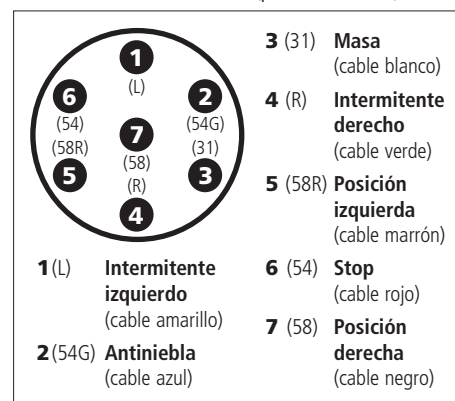 1
(L)
6
2
(54)
(54G)
7
(58R)
(58)
(31)
5
(R)
3
4
1 (L) Intermitente
izquierdo
(cable amarillo)
2 (54G) Antiniebla
(cable azul)
3 (31) Masa
(cable blanco)
4 (R) Intermitente
derecho
(cable verde)
5 (58R) Posición
izquierda
(cable marrón)
6 (54) Stop
(cable rojo)
7 (58) Posición
derecha
(cable negro)